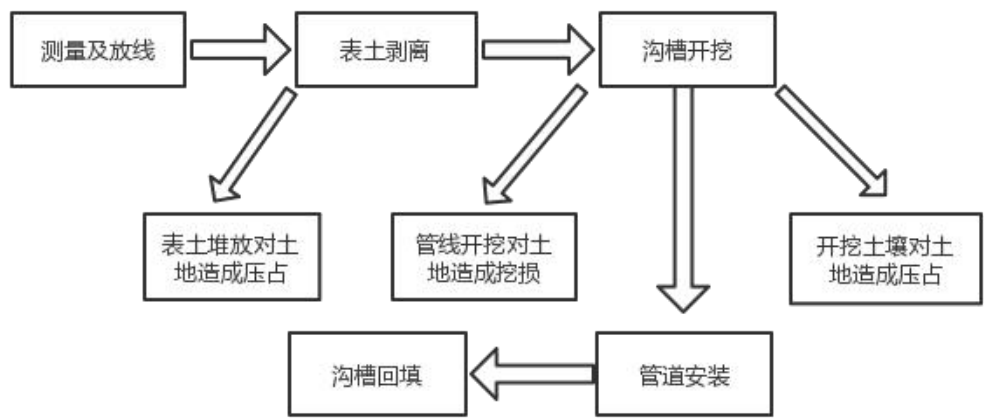 测量及放线
表土剥离
沟槽开挖
表土堆放对土
地造成压占
管线开挖对土
地造成挖损
开挖土壤对土
地造成压占
沟槽回填
管道安装